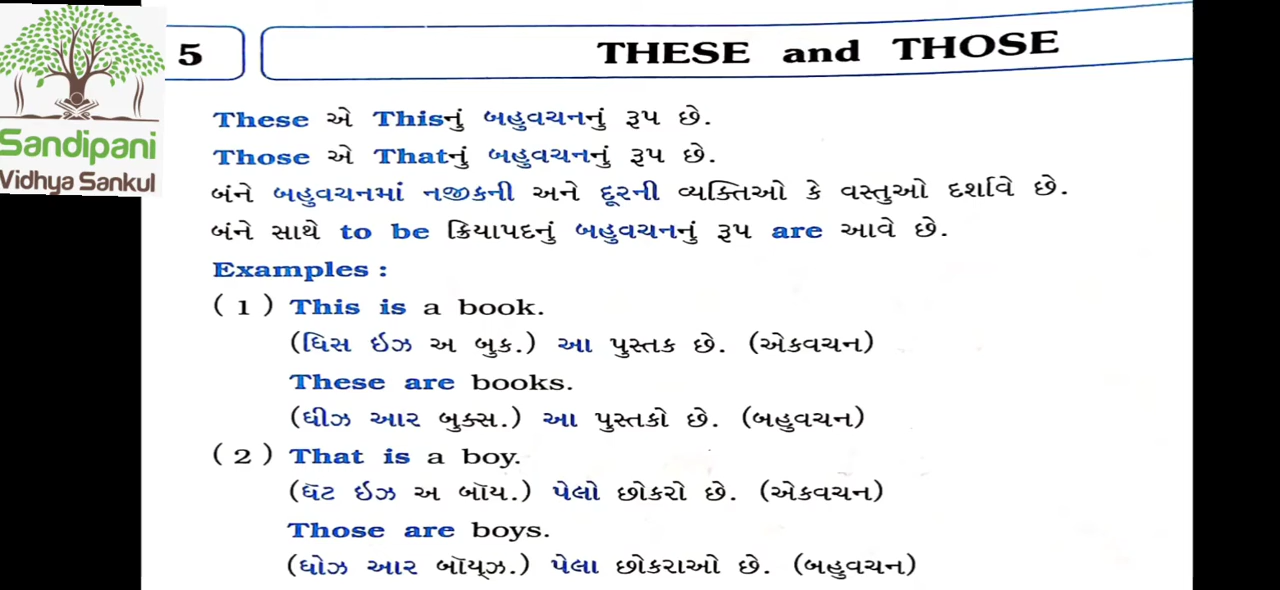 Sandipani
Vidhya Sankul
5
THESE and THOSE
These એ Thisનું બહુવચનનું રૂપ છે.
Those એ Thatનું બહુવચનનું રૂપ છે.
બંને બહુવચનમાં નજીકની અને દૂરની વ્યક્તિઓ કે વસ્તુઓ દર્શાવે છે.
બંને સાથે to be ક્રિયાપદનું બહુવચનનું રૂપ are આવે છે.
Examples :
( 1 ) This is a book.
(ધિસ ઇઝ અ બુક.) આ પુસ્તક છે. (એકવચન)
These are books.
(ધીઝ આર બુક્સ.) આ પુસ્તકો છે. (બહુવચન)
( 2 ) That is a boy.
(ધૅટ ઇઝ અ બૉય.) પેલો છોકરો છે. (એકવચન)
Those are boys.
(ધોઝ આર બૉય્ઝ.) પેલા છોકરાઓ છે. (બહુવચન)